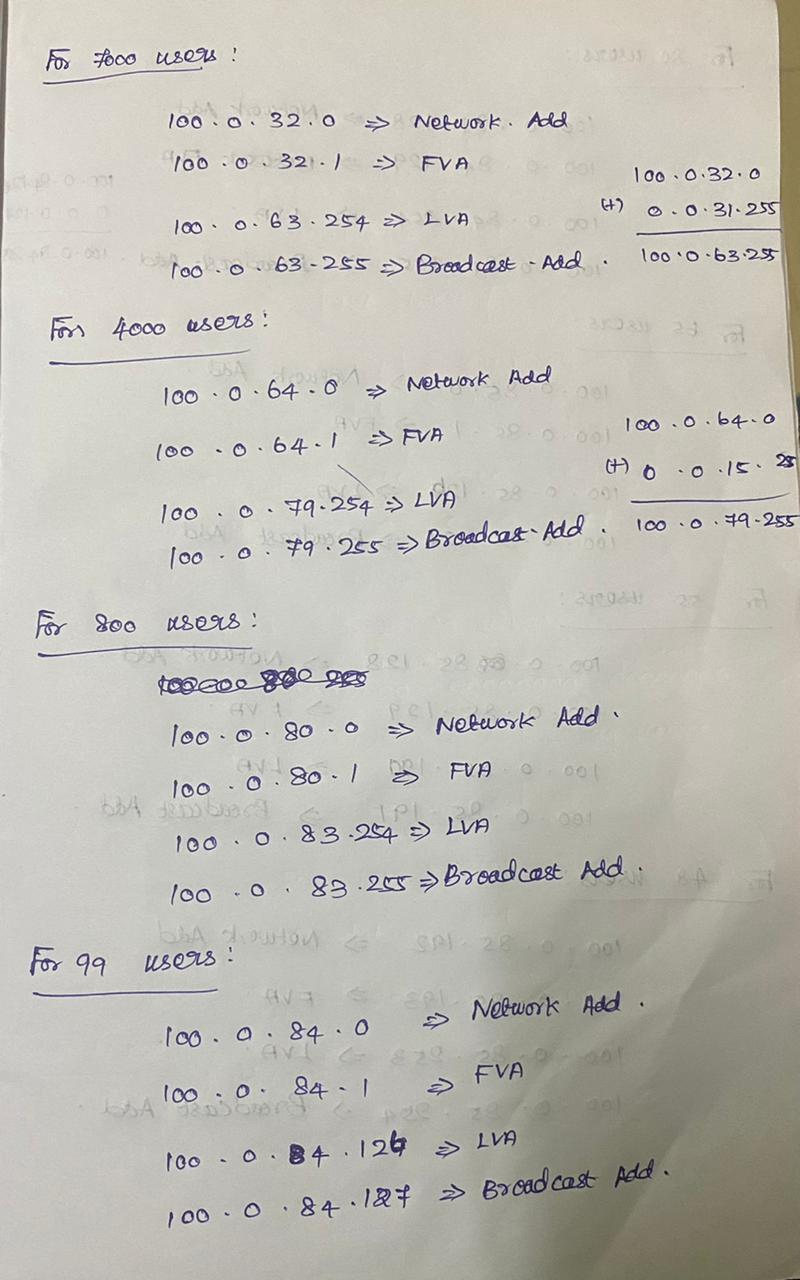 For 7000 users :
100 . 0 . 32 . 0 => Network . Add
100 . 0 . 32 . 1 => FVA
100 . 0 . 63 . 254 => LVA
100 . 0 . 63 - 255 => Broadcast - Add .
100 . 0 . 32 . 0
(+) 0 . 0 . 31 . 255
100 . 0 . 63 . 255
For 4000 users :
100 . 0 . 64 . 0 => Network Add
100 . 0 . 64 . 1 => FVA
100 . 0 . 79 . 254 => LVA
100 . 0 . 79 . 255 => Broadcast - Add .
100 . 0 . 64 . 0
(+) 0 . 0 . 15 . 25
100 . 0 . 79 - 255
For 800 users :
100 . 0 . 80 . 0 => Network Add .
100 . 0 . 80 . 1 => FVA
100 . 0 . 83 . 254 => LVA
100 . 0 . 83 . 255 => Broadcast Add .
For 99 users :
100 . 0 . 84 . 0 => Network Add .
100 . 0 . 84 - 1 => FVA
100 . 0 . 84 . 126 => LVA
100 . 0 . 84 . 127 => Broadcast Add .